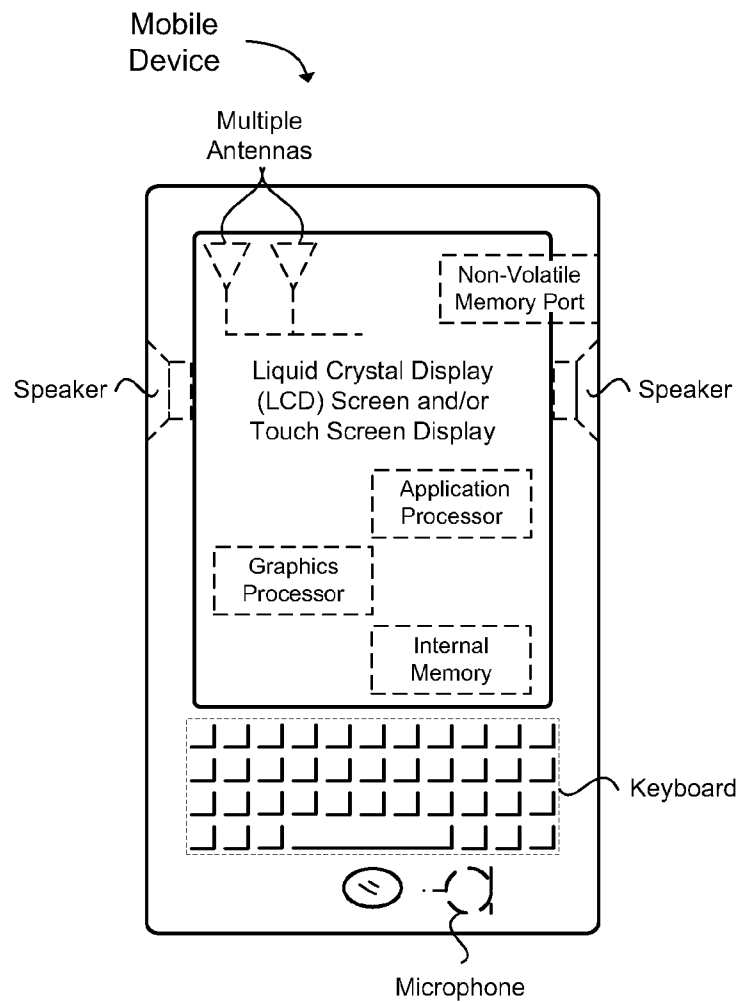 Mobile
Device
Multiple
Antennas
Non-Volatile
Memory Port
Speaker
Liquid Crystal Display
(LCD) Screen and/or
Touch Screen Display
Speaker
Application
Processor
Graphics
Processor
Internal
Memory
Keyboard
Microphone